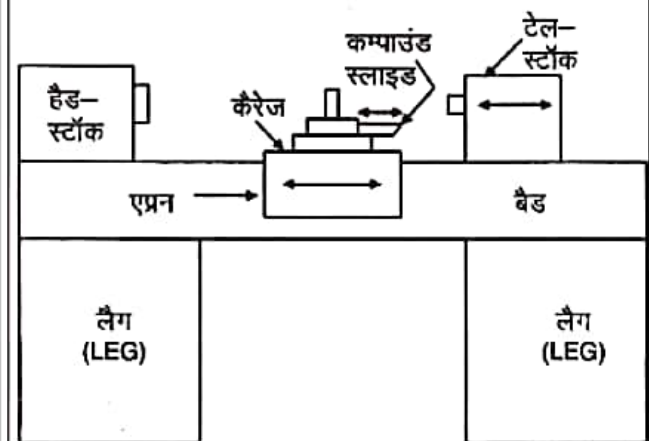 हैड–
स्टॉक
कैरेज
कम्पाउंड
स्लाइड
टेल–
स्टॉक
एप्रन
बैड
लैग
(LEG)
लैग
(LEG)